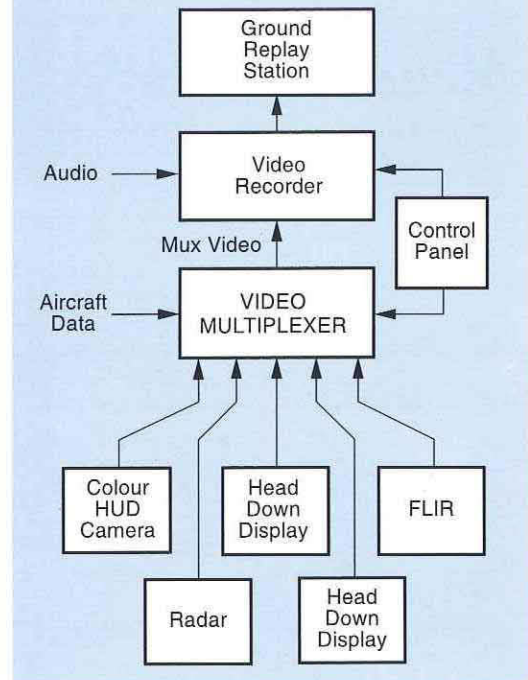 Ground
Replay
Station
Audio
Video
Recorder
Mux Video
Control
Panel
Aircraft
Data
VIDEO
MULTIPLEXER
Colour
HUD
Camera
Head
Down
Display
FLIR
Radar
Head
Down
Display